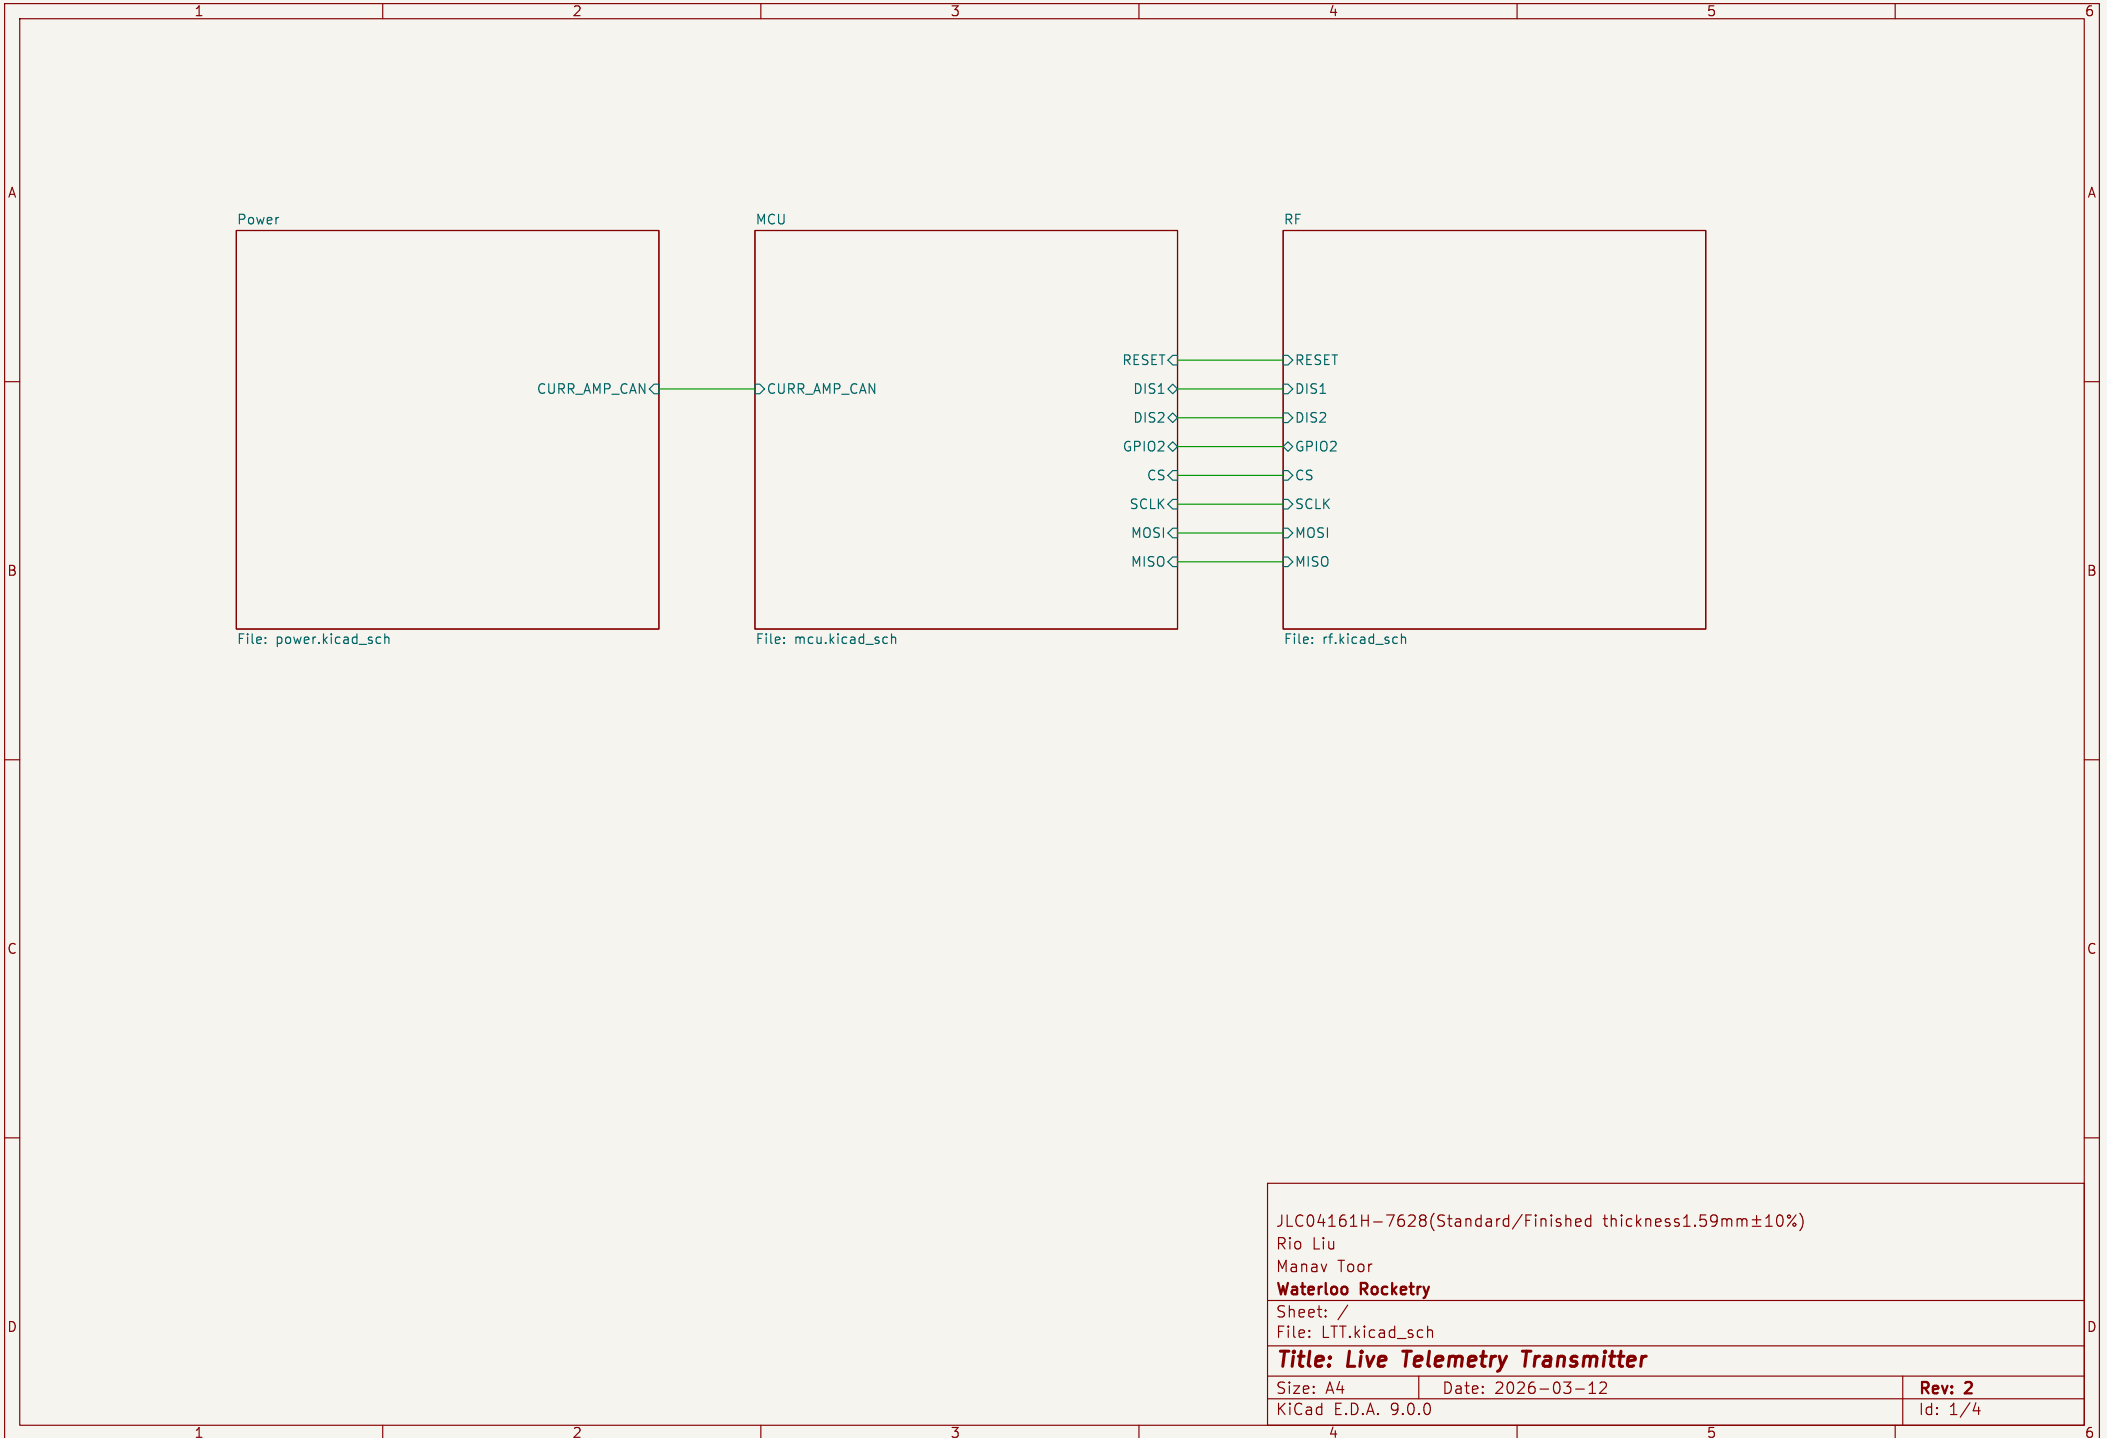 1 2 3 4 5 6
A A
Power MCU RF
RESET RESET
CURR_AMP_CAN CURR_AMP_CAN DIS1 DIS1
DIS2 DIS2
GPIO2 GPIO2
CS CS
SCLK SCLK
MOSI MOSI
B MISO MISO B
File: power.kicad_sch File: mcu.kicad_sch File: rf.kicad_sch
C C
JLC04161H-7628(Standard/Finished thickness1.59mm±10%)
Rio Liu
Manav Toor
Waterloo Rocketry
Sheet: /
D D
File: LTT.kicad_sch
Title: Live Telemetry Transmitter
Size: A4 Date: 2026-03-12 Rev: 2
KiCad E.D.A. 9.0.0 Id: 1/4
1 2 3 4 5 6